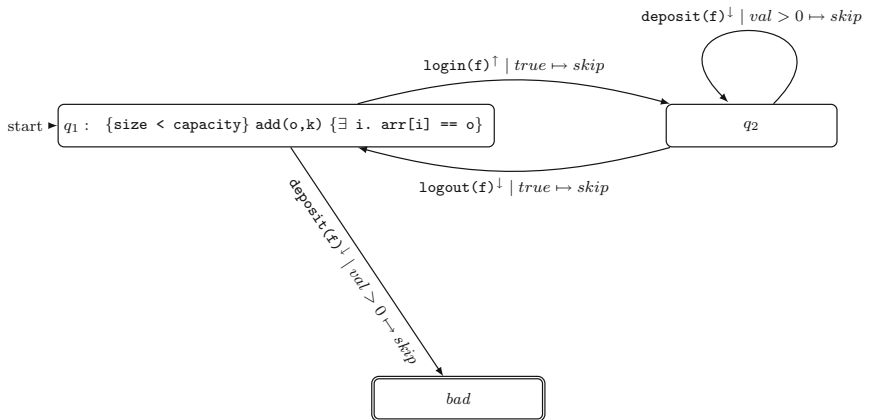 deposit(f)↓ | val > 0 ↦ skip
login(f)↑ | true ↦ skip
start q₁ : {size < capacity} add(o,k) {∃ i. arr[i] == o}
q₂
logout(f)↓ | true ↦ skip
deposit(f)↓ | val > 0 ↦ skip
bad